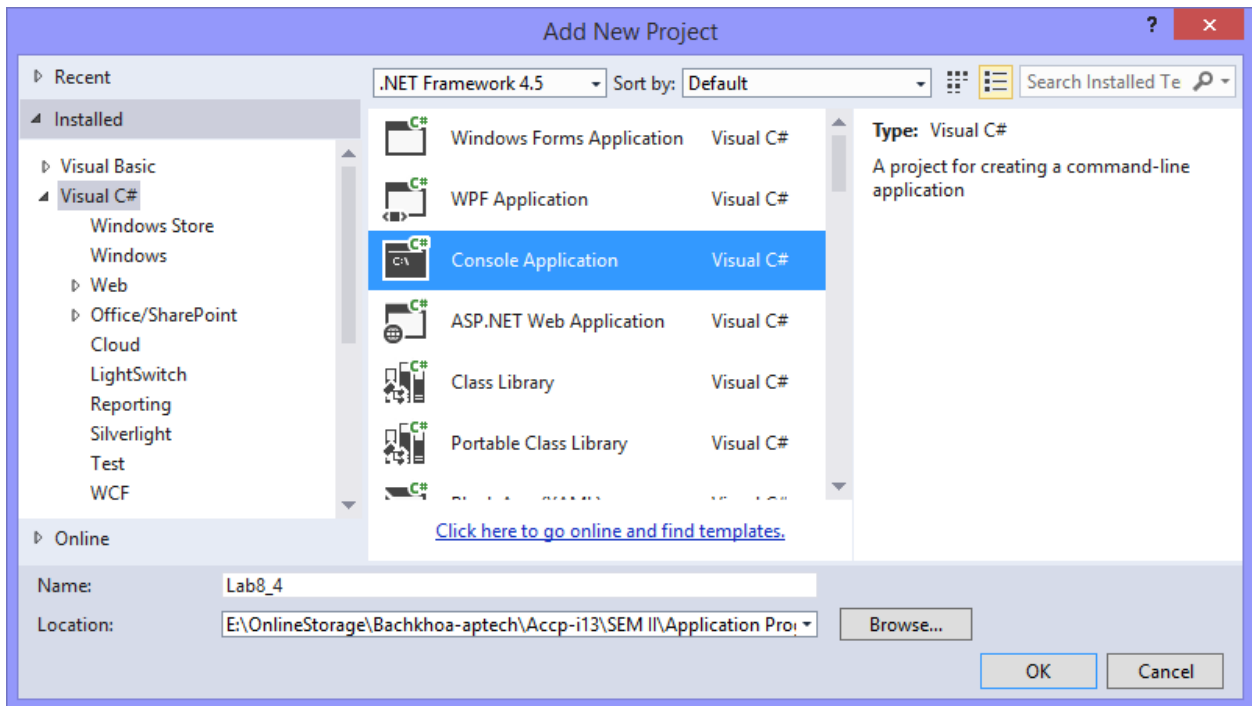 Add New Project
?
Recent
.NET Framework 4.5
Sort by:
Default
Search Installed Te
Installed
Visual Basic
Visual C#
Windows Store
Windows
Web
Office/SharePoint
Cloud
LightSwitch
Reporting
Silverlight
Test
WCF
Online
C#
Windows Forms Application Visual C#
C#
WPF Application Visual C#
C#
C:\
Console Application Visual C#
C#
ASP.NET Web Application Visual C#
C#
Class Library Visual C#
C#
Portable Class Library Visual C#
C#
Click here to go online and find templates.
Type: Visual C#
A project for creating a command-line
application
Name: Lab8_4
Location: E:\OnlineStorage\Bachkhoa-aptech\Accp-i13\SEM II\Application
Browse...
OK Cancel